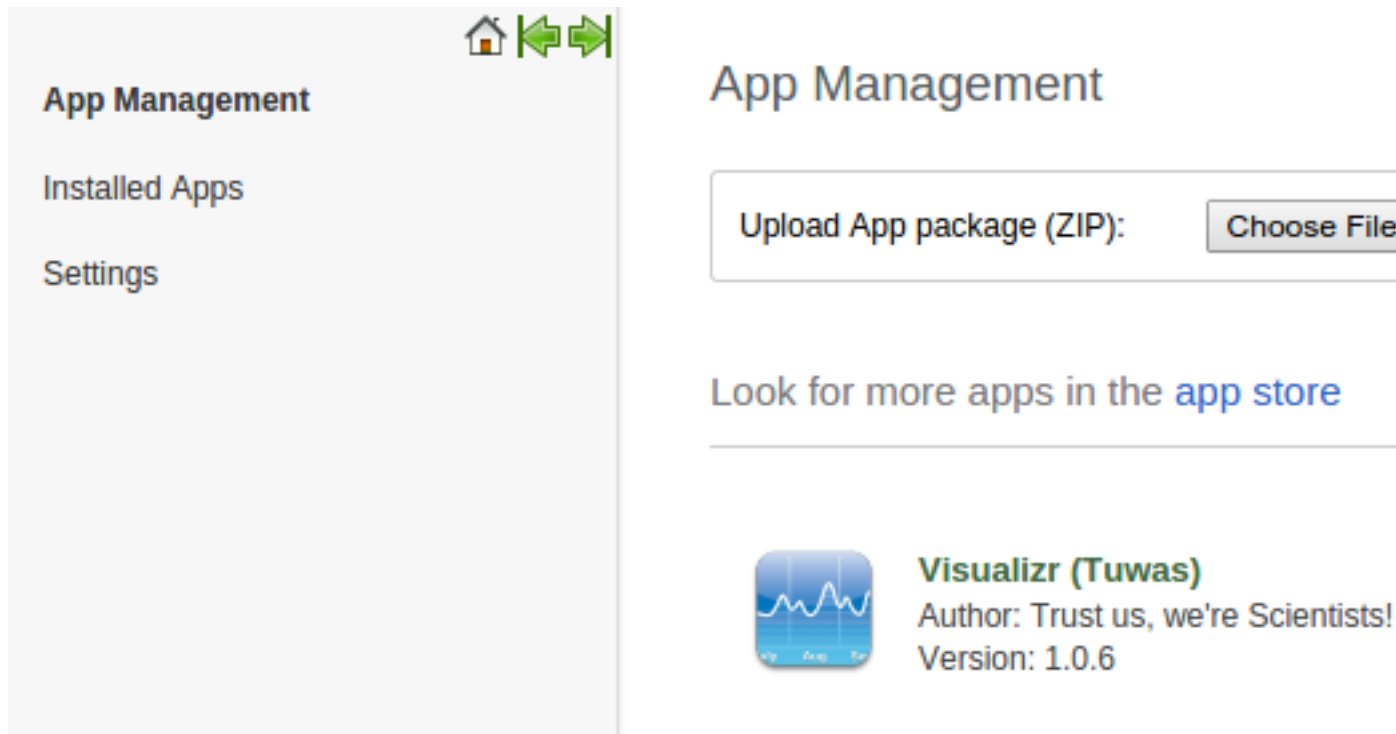 App Management
Installed Apps
Settings
App Management
Upload App package (ZIP):
Choose File
Look for more apps in the app store
Visualizr (Tuwas)
Author: Trust us, we're Scientists!
Version: 1.0.6
Aug